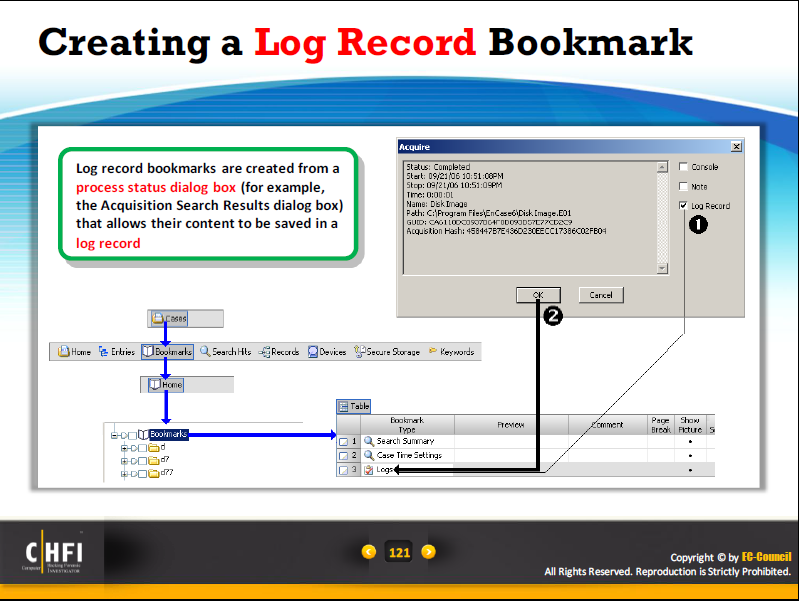 Creating a Log Record Bookmark
Log record bookmarks are created from a
process status dialog box (for example,
the Acquisition Search Results dialog box)
that allows their content to be saved in a
log record
Acquire
Status: Completed
Start: 09/21/06 10:51:08PM
Stop: 09/21/06 10:51:09PM
Time: 0:00:01
Name: Disk Image
Path: C:\Program Files\EnCase6\Disk Image.E01
Acquisition Hash: 458447B7E436D230EECC17386C02FB04
Console
Note
Log Record
1
OK
Cancel
2
Cases
Home Entries Bookmarks Search Hits Records Devices Secure Storage Keywords
Home
Bookmarks
d
d7
d77
Table
Bookmark Type Preview Comment Page Break Show Picture
1 Search Summary
2 Case Time Settings
3 Logs
CHFI
Computer Hacking Forensic
INVESTIGATOR
121
Copyright © by EC-Council
All Rights Reserved. Reproduction is Strictly Prohibited.